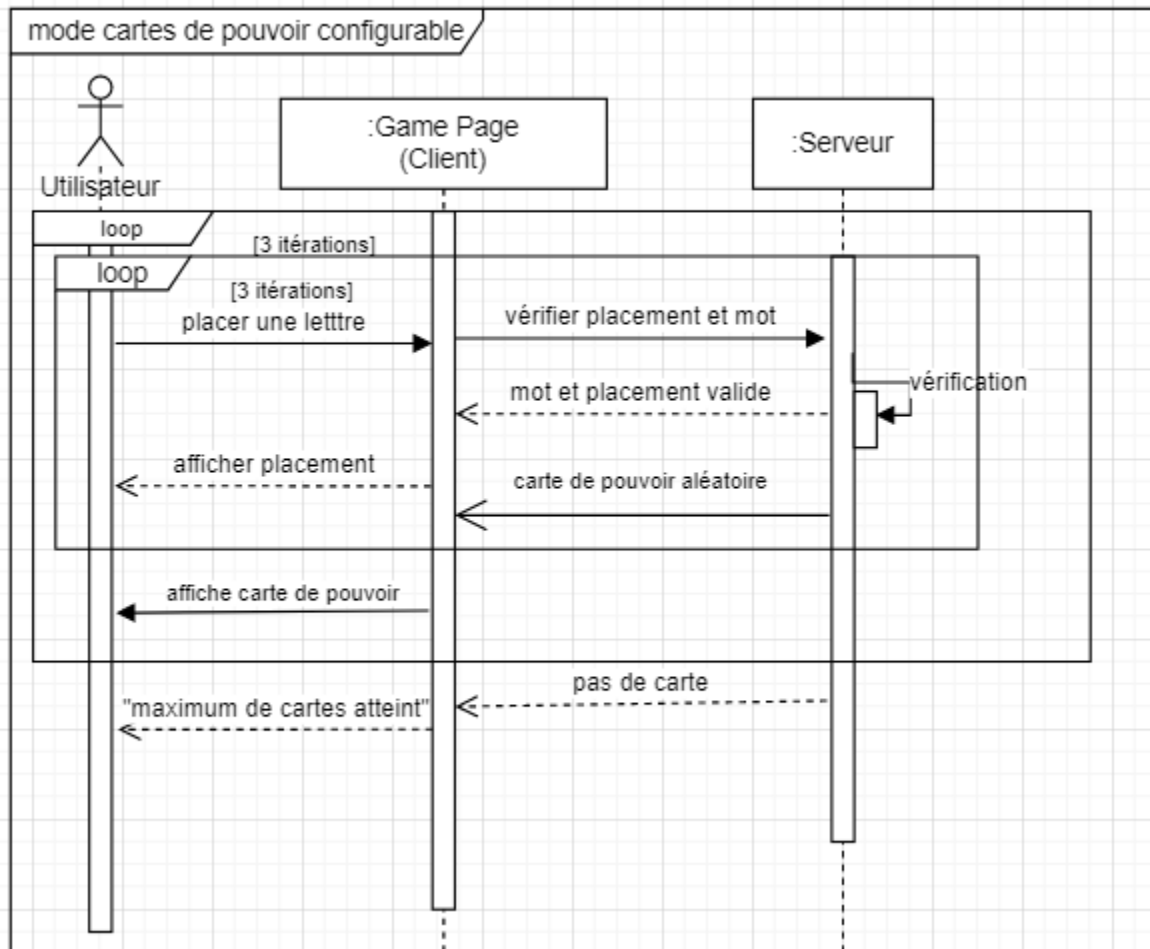 mode cartes de pouvoir configurable
:Game Page
(Client)
:Serveur
Utilisateur
loop
[3 itérations]
loop
[3 itérations]
placer une letttre
vérifier placement et mot
vérification
mot et placement valide
afficher placement
carte de pouvoir aléatoire
affiche carte de pouvoir
pas de carte
"maximum de cartes atteint"